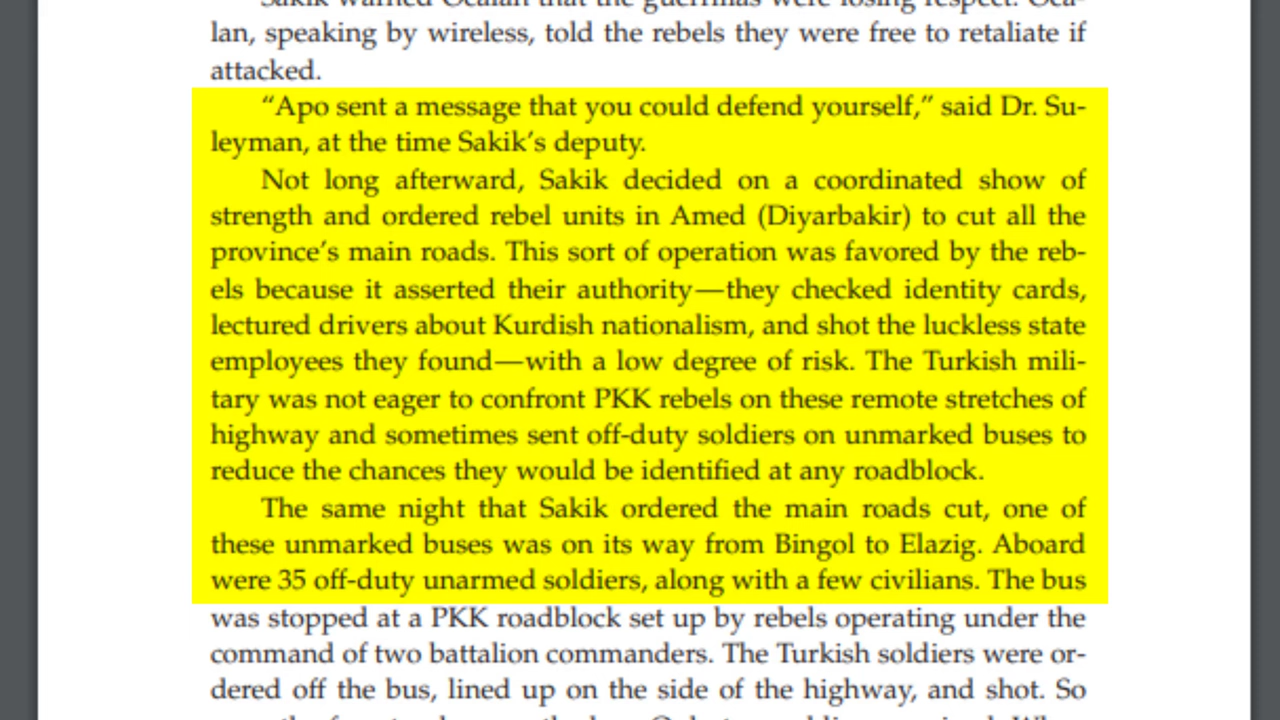 Sakik warned Ocalan that the guerrillas were losing respect. Oca-
lan, speaking by wireless, told the rebels they were free to retaliate if
attacked.
“Apo sent a message that you could defend yourself,” said Dr. Su-
leyman, at the time Sakik’s deputy.
Not long afterward, Sakik decided on a coordinated show of
strength and ordered rebel units in Amed (Diyarbakir) to cut all the
province’s main roads. This sort of operation was favored by the reb-
els because it asserted their authority—they checked identity cards,
lectured drivers about Kurdish nationalism, and shot the luckless state
employees they found—with a low degree of risk. The Turkish mili-
tary was not eager to confront PKK rebels on these remote stretches of
highway and sometimes sent off-duty soldiers on unmarked buses to
reduce the chances they would be identified at any roadblock.
The same night that Sakik ordered the main roads cut, one of
these unmarked buses was on its way from Bingol to Elazig. Aboard
were 35 off-duty unarmed soldiers, along with a few civilians. The bus
was stopped at a PKK roadblock set up by rebels operating under the
command of two battalion commanders. The Turkish soldiers were or-
dered off the bus, lined up on the side of the highway, and shot. So